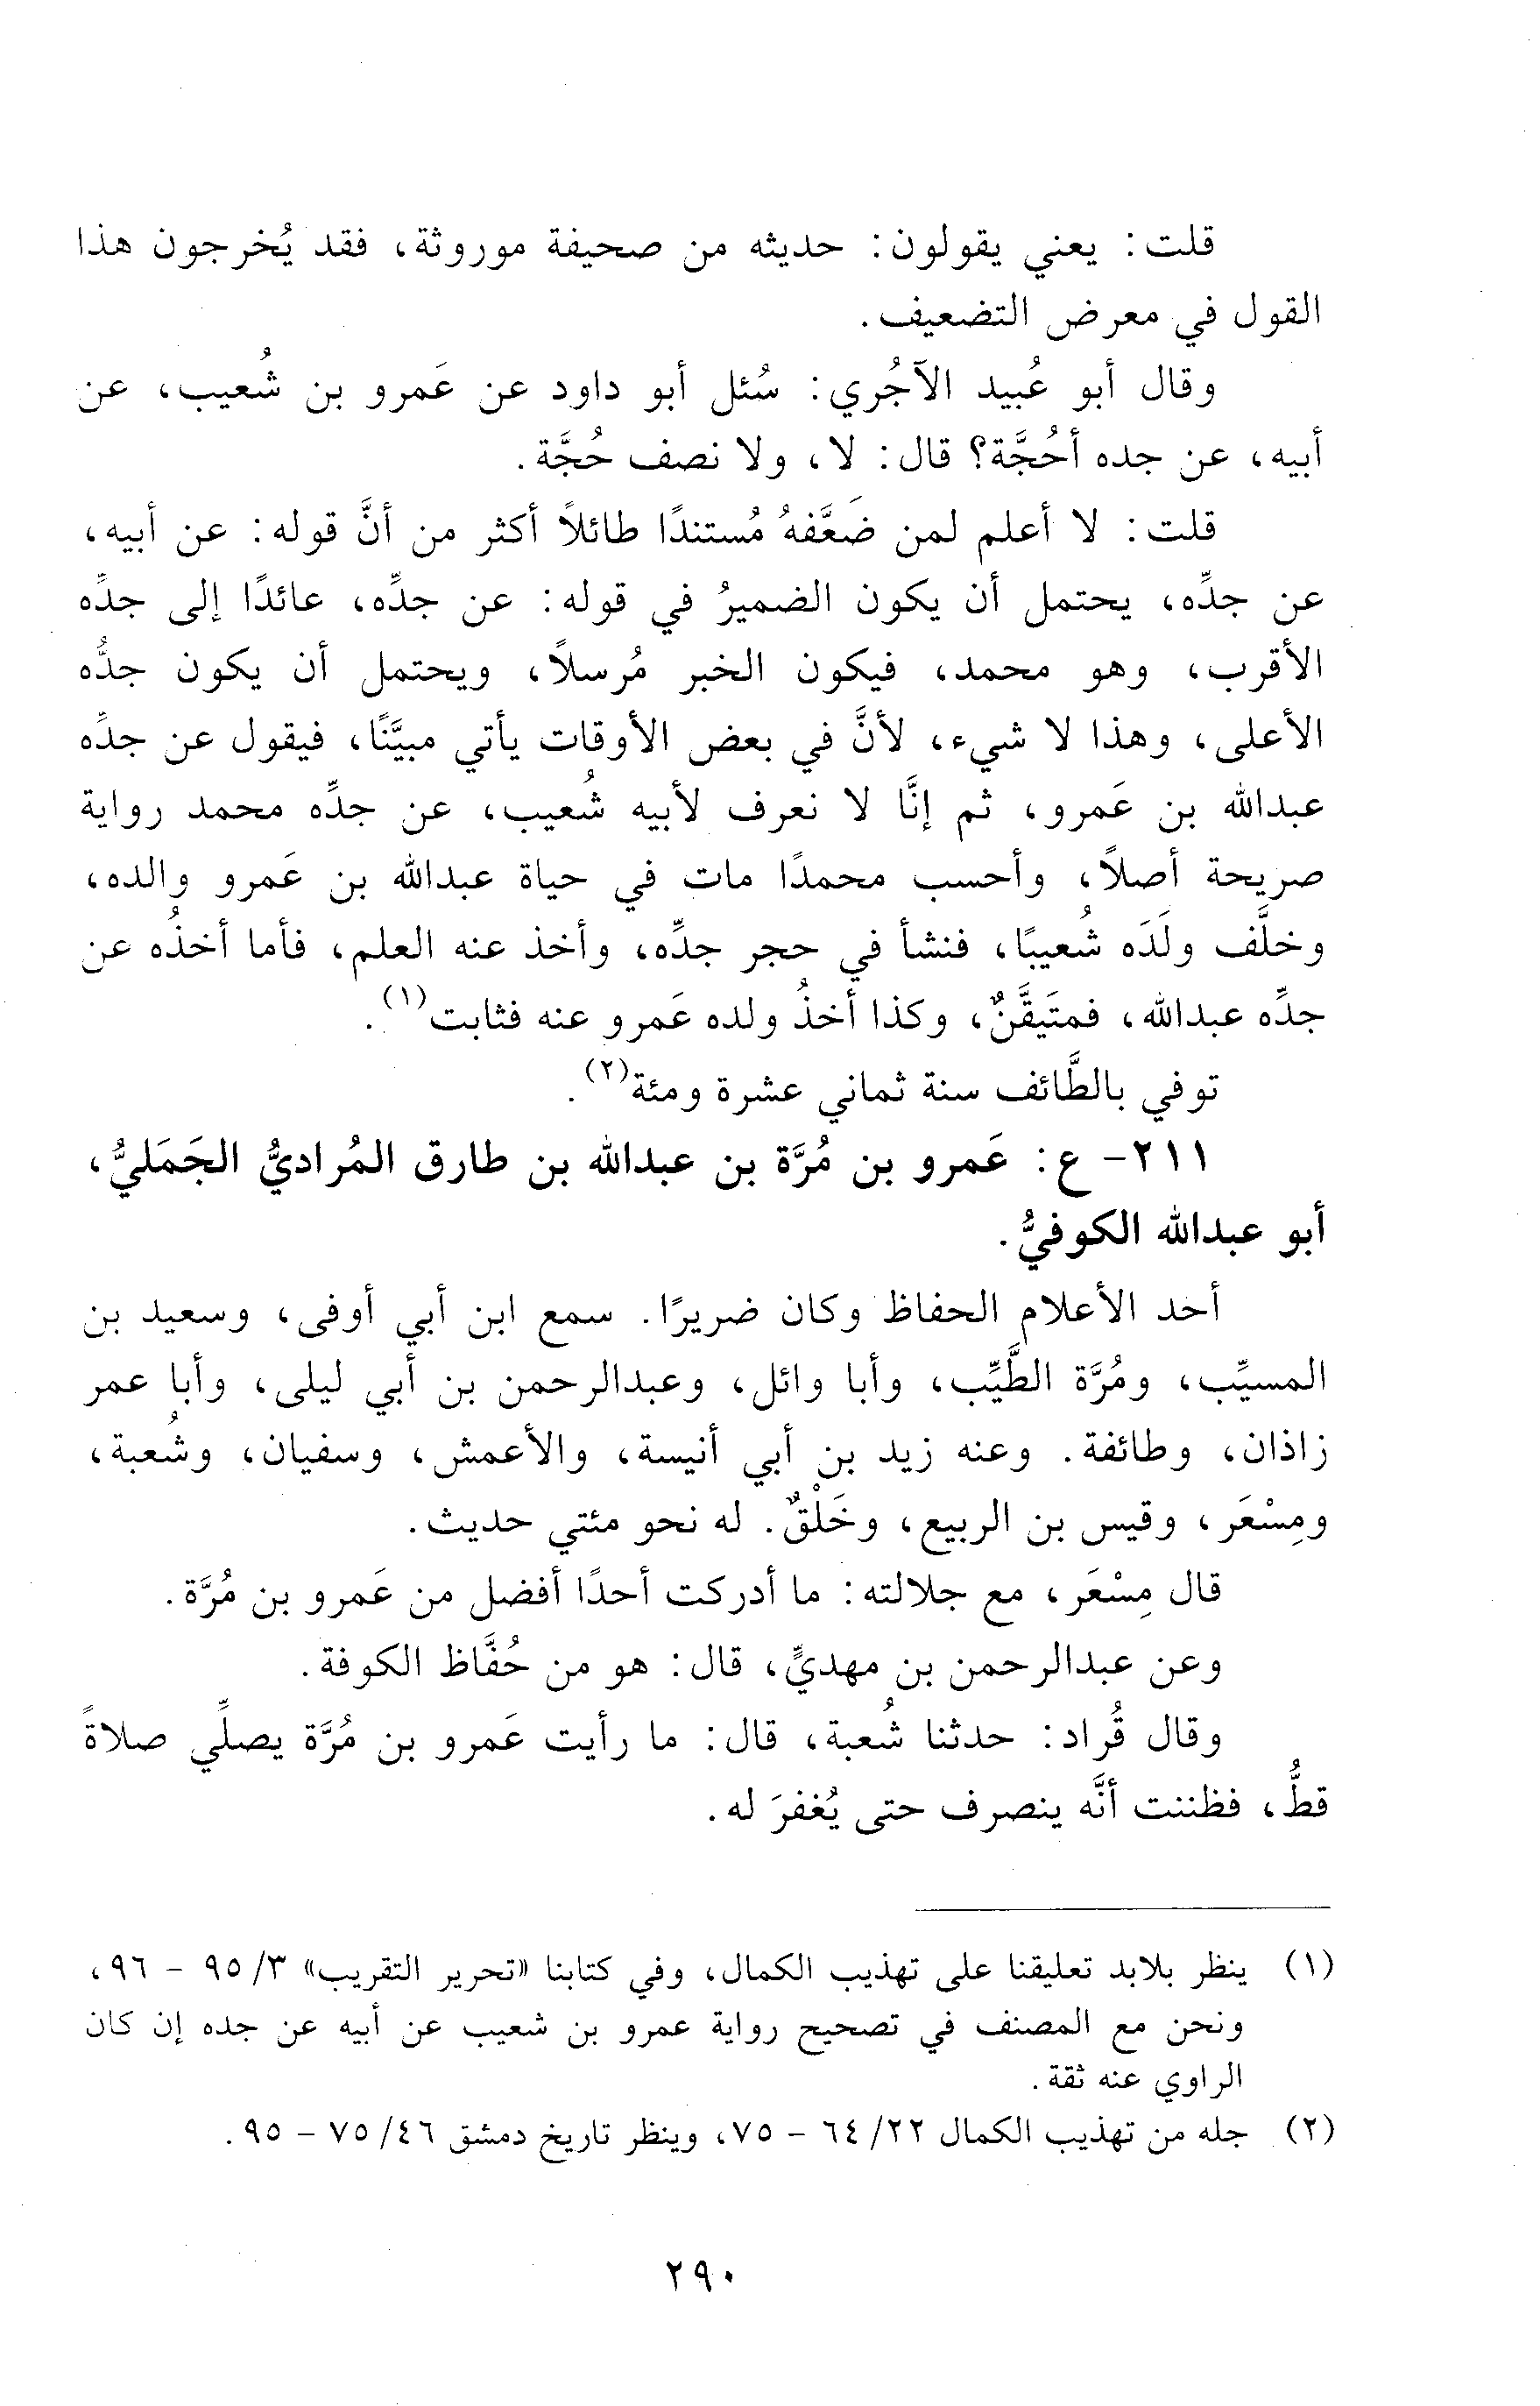 قلت: يعني يقولون: حديثه من صحيفة موروثة، فقد يُخرجون هذا
القول في معرض التضعيف.
وقال أبو عُبيد الآجُري: سُئل أبو داود عن عَمرو بن شُعيب، عن
أبيه، عن جده أحُجَّة؟ قال: لا، ولا نصف حُجَّة.
قلت: لا أعلم لمن ضَعَّفهُ مُستندًا طائلاً أكثر من أنَّ قوله: عن أبيه،
عن جدِّه، يحتمل أن يكون الضميرُ في قوله: عن جدِّه، عائدًا إلى جدِّه
الأقرب، وهو محمد، فيكون الخبر مُرسلاً، ويحتمل أن يكون جدُّه
الأعلى، وهذا لا شيء، لأنَّ في بعض الأوقات يأتي مبيَّنًا، فيقول عن جدِّه
عبدالله بن عَمرو، ثم إنَّا لا نعرف لأبيه شُعيب، عن جدِّه محمد رواية
صريحة أصلاً، وأحسب محمدًا مات في حياة عبدالله بن عَمرو والده،
وخلَّف ولَدَه شُعيبًا، فنشأ في حجر جدِّه، وأخذ عنه العلم، فأما أخذُه عن
جدِّه عبدالله، فمتَيقَّنٌ، وكذا أخذُ ولده عَمرو عنه فثابت(١).
توفي بالطَّائف سنة ثماني عشرة ومئة(٢).
٢١١- ع: عَمرو بن مُرَّة بن عبدالله بن طارق المُراديُّ الجَمَليُّ،
أبو عبدالله الكوفيُّ.
أحد الأعلام الحفاظ وكان ضريرًا. سمع ابن أبي أوفى، وسعيد بن
المسيِّب، ومُرَّة الطَّيِّب، وأبا وائل، وعبدالرحمن بن أبي ليلى، وأبا عمر
زاذان، وطائفة. وعنه زيد بن أبي أنيسة، والأعمش، وسفيان، وشُعبة،
ومِسْعَر، وقيس بن الربيع، وخَلْقٌ. له نحو مئتي حديث.
قال مِسْعَر، مع جلالته: ما أدركت أحدًا أفضل من عَمرو بن مُرَّة.
وعن عبدالرحمن بن مهديٍّ، قال: هو من حُفَّاظ الكوفة.
وقال قُراد: حدثنا شُعبة، قال: ما رأيت عَمرو بن مُرَّة يصلِّي صلاةً
قطُّ، فظننت أنَّه ينصرف حتى يُغفرَ له.
(١) ينظر بلابد تعليقنا على تهذيب الكمال، وفي كتابنا «تحرير التقريب» ٣/ ٩٥ - ٩٦،
ونحن مع المصنف في تصحيح رواية عمرو بن شعيب عن أبيه عن جده إن كان
الراوي عنه ثقة.
(٢) جله من تهذيب الكمال ٢٢/ ٦٤ - ٧٥، وينظر تاريخ دمشق ٤٦/ ٧٥ - ٩٥.
٢٩٠